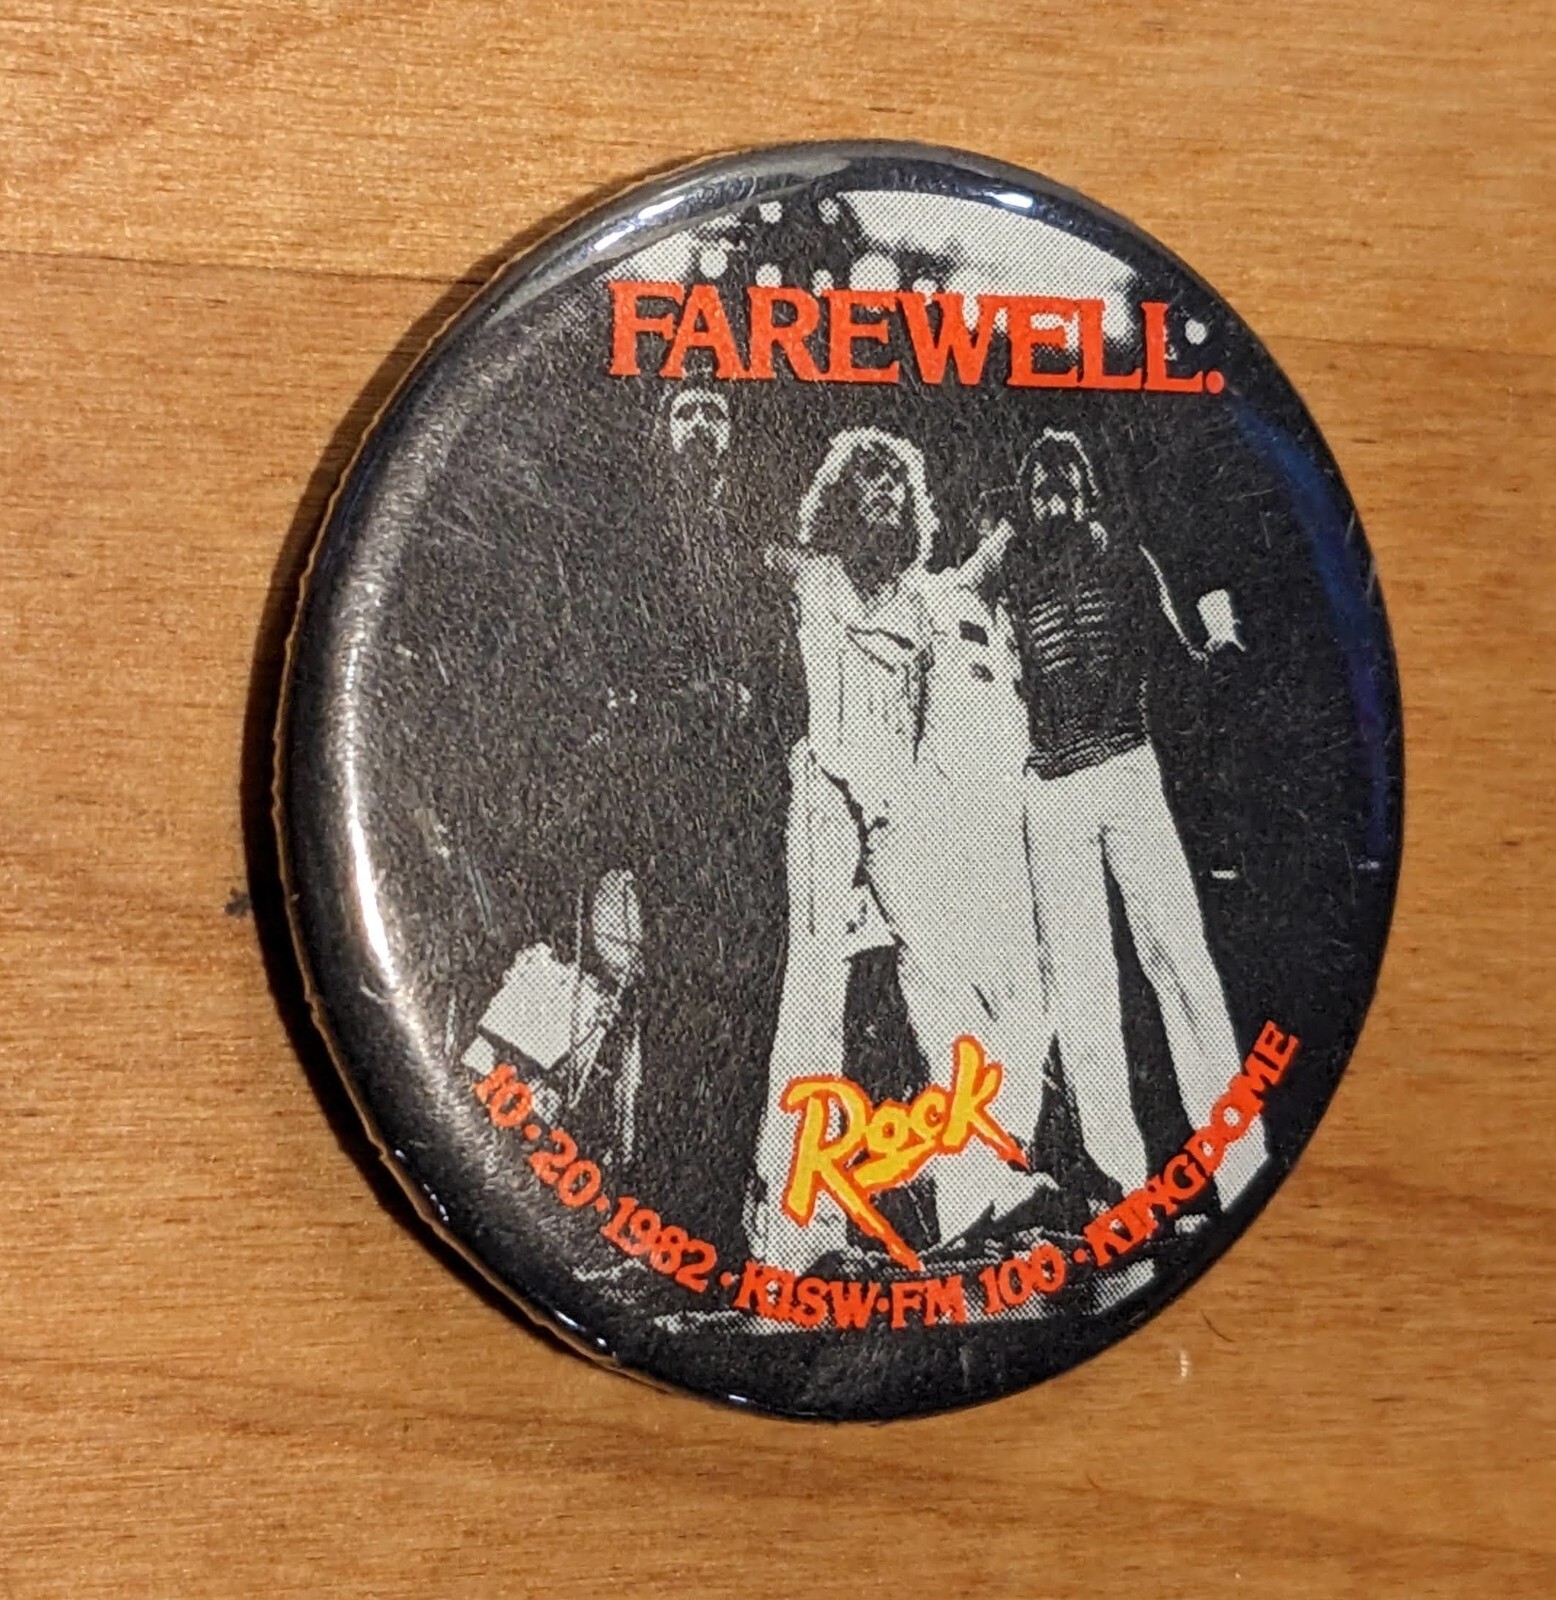 FAREWELL.
Rock
10·20·1982·KISW·FM 100·KINGDOME